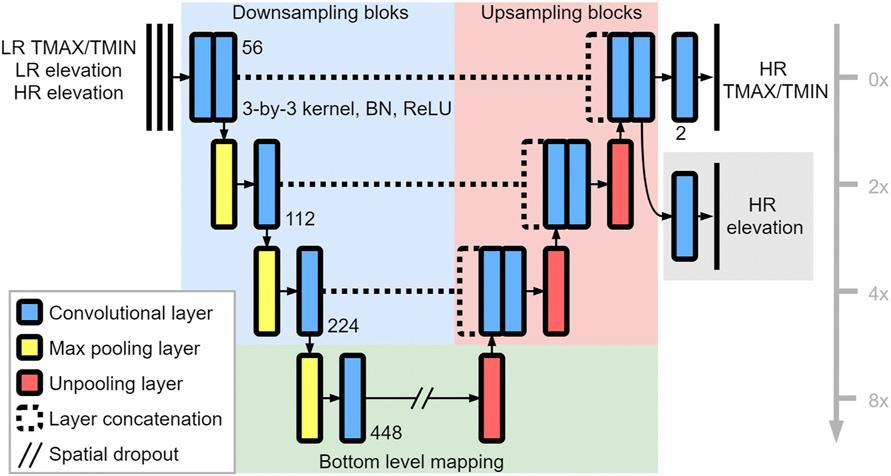 Downsampling bloks
Upsampling blocks
LR TMAX/TMIN
LR elevation
HR elevation
56
3-by-3 kernel, BN, ReLU
2
HR
TMAX/TMIN
0x
112
HR
elevation
2x
224
4x
448
8x
Bottom level mapping
Convolutional layer
Max pooling layer
Unpooling layer
Layer concatenation
Spatial dropout